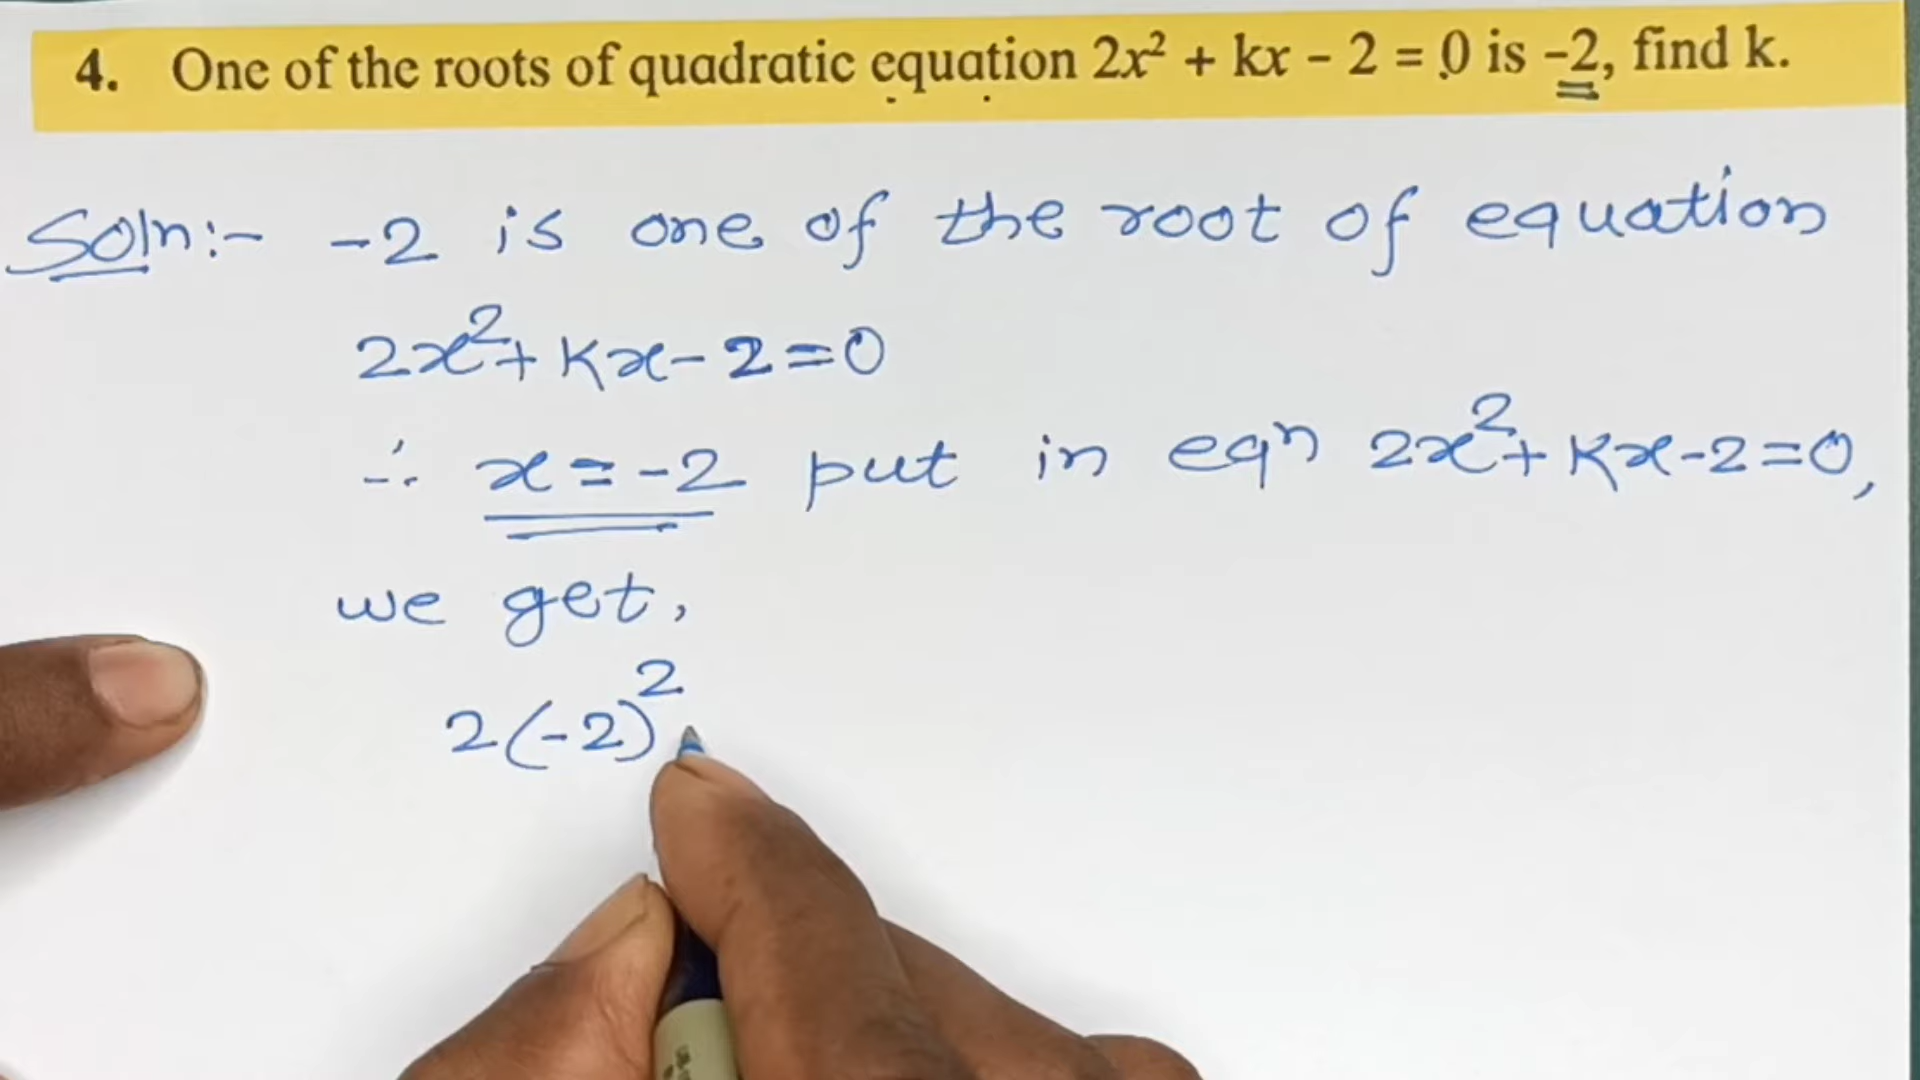 4. One of the roots of quadratic equation 2x² + kx - 2 = 0 is -2, find k.
Soln:- -2 is one of the root of equation
2x²+kx-2=0
∴ x=-2 put in eqn 2x²+kx-2=0,
we get,
2(-2)²